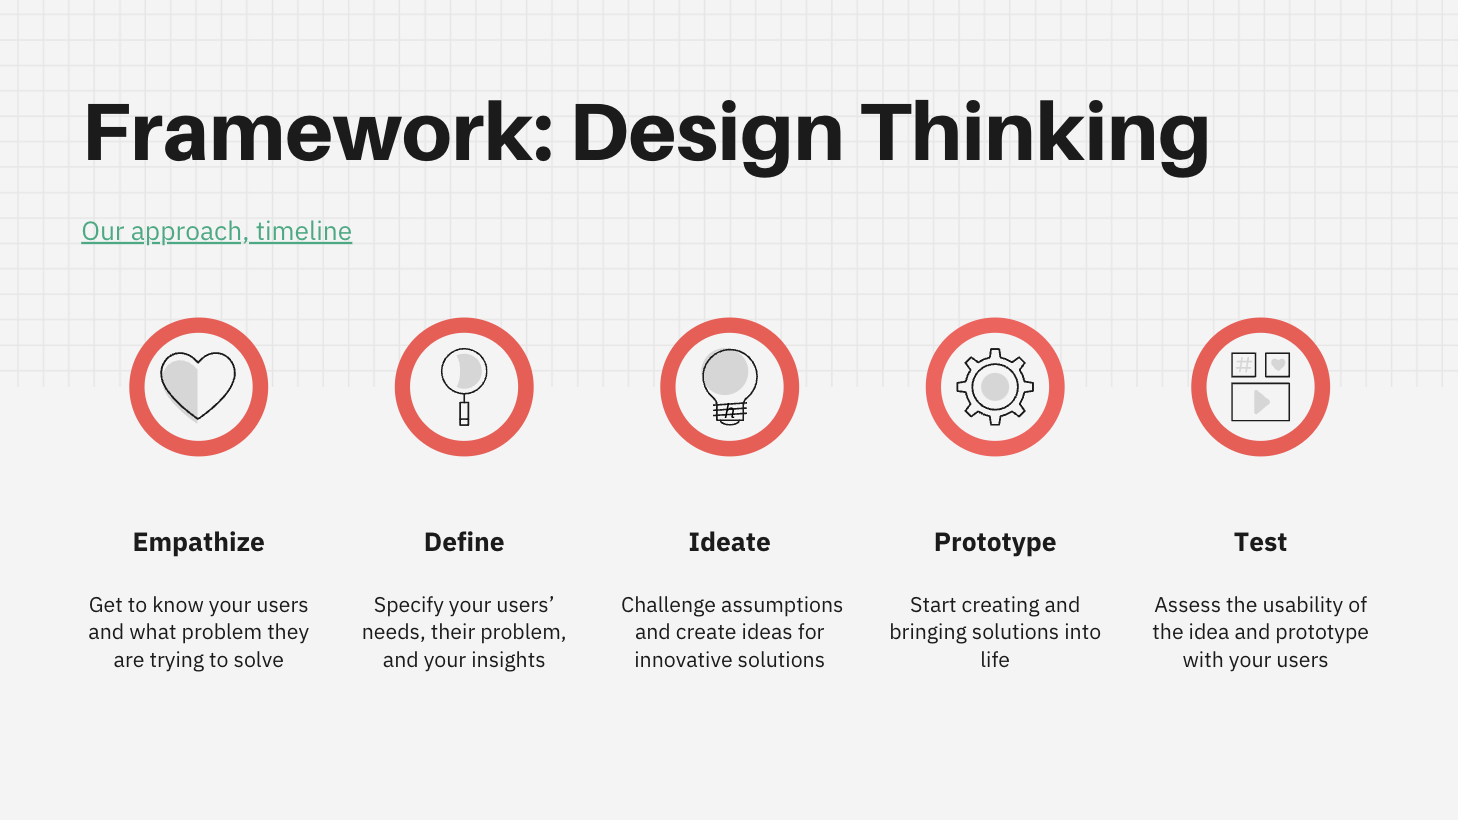 Framework: Design Thinking
Our approach, timeline
#
h
Empathize
Get to know your users
and what problem they
are trying to solve
Define
Specify your users’
needs, their problem,
and your insights
Ideate
Challenge assumptions
and create ideas for
innovative solutions
Prototype
Start creating and
bringing solutions into
life
Test
Assess the usability of
the idea and prototype
with your users